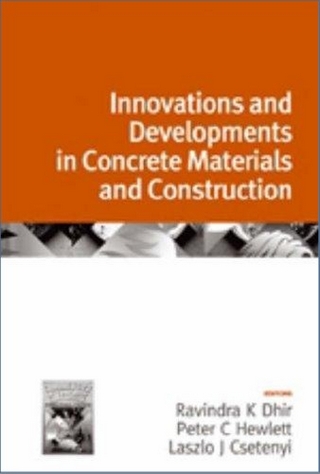 Innovations and
Developments
in Concrete Materials
and Construction
EDITORS
Ravindra K Dhir
Peter C Hewlett
Laszlo J Csetenyi